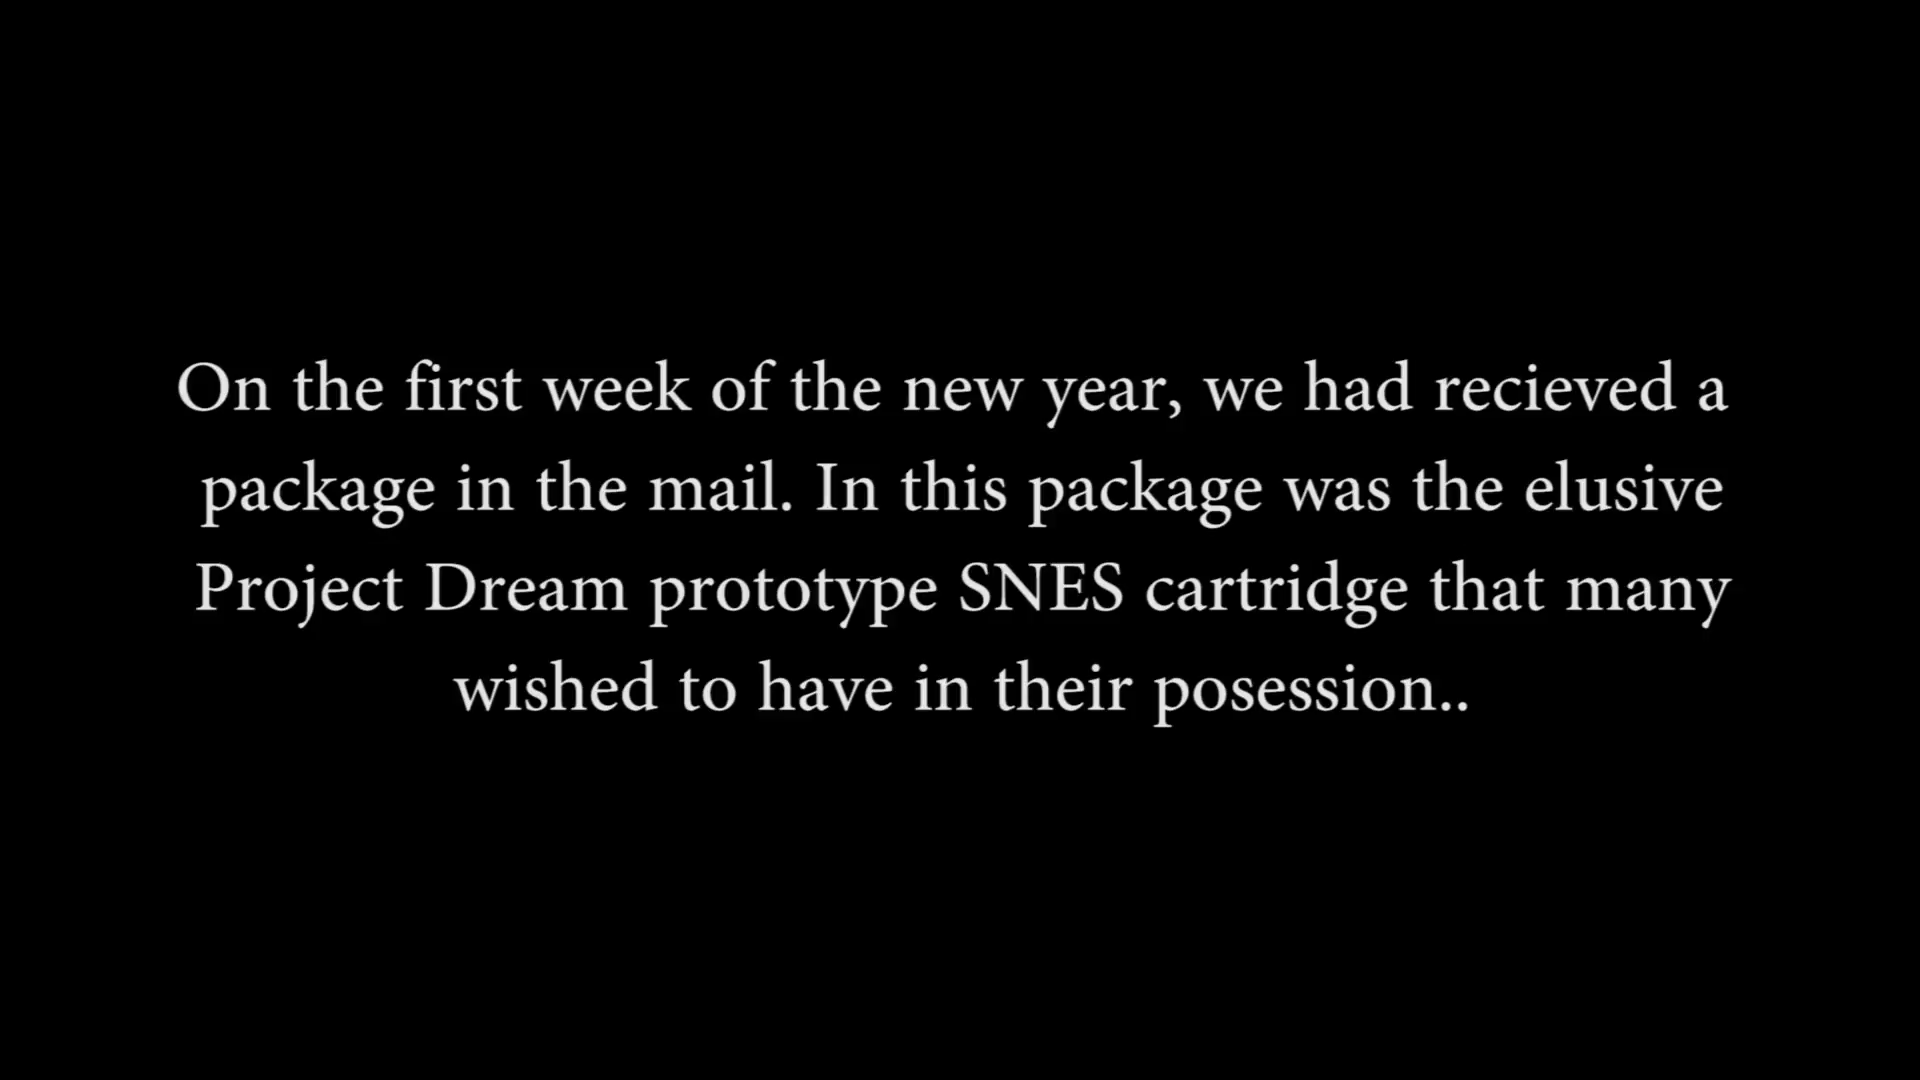 On the first week of the new year, we had recieved a
package in the mail. In this package was the elusive
Project Dream prototype SNES cartridge that many
wished to have in their posession..